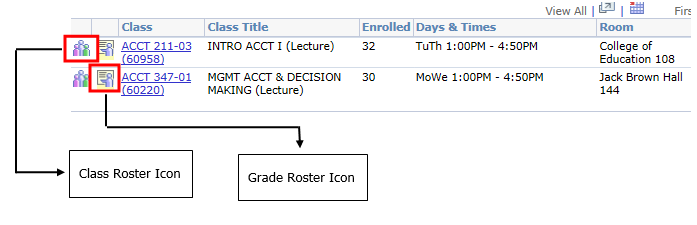 View All | | Firs
Class Class Title Enrolled Days & Times Room
ACCT 211-03 INTRO ACCT I (Lecture) 32 TuTh 1:00PM - 4:50PM College of
(60958) Education 108
ACCT 347-01 MGMT ACCT & DECISION 30 MoWe 1:00PM - 4:50PM Jack Brown Hall
(60220) MAKING (Lecture) 144
Class Roster Icon
Grade Roster Icon